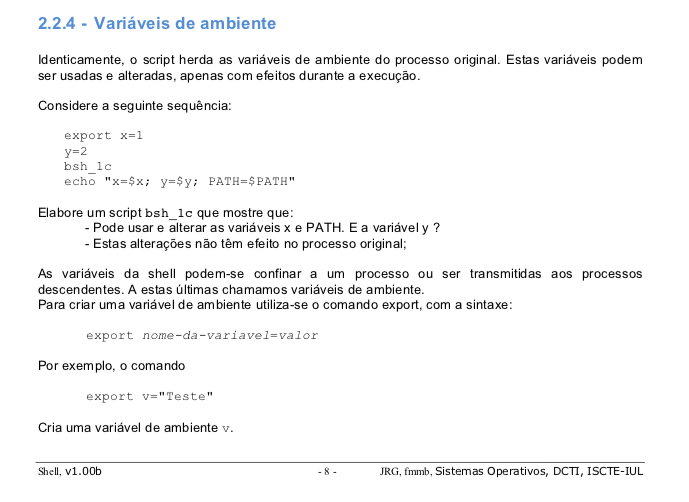 2.2.4 - Variáveis de ambiente
Identicamente, o script herda as variáveis de ambiente do processo original. Estas variáveis podem
ser usadas e alteradas, apenas com efeitos durante a execução.
Considere a seguinte sequência:
export x=1
y=2
bsh_1c
echo "x=$x; y=$y; PATH=$PATH"
Elabore um script bsh_1c que mostre que:
- Pode usar e alterar as variáveis x e PATH. E a variável y ?
- Estas alterações não têm efeito no processo original;
As variáveis da shell podem-se confinar a um processo ou ser transmitidas aos processos
descendentes. A estas últimas chamamos variáveis de ambiente.
Para criar uma variável de ambiente utiliza-se o comando export, com a sintaxe:
export nome-da-variavel=valor
Por exemplo, o comando
export v="Teste"
Cria uma variável de ambiente v.
Shell, v1.00b - 8 - JRG, fmmb, Sistemas Operativos, DCTI, ISCTE-IUL